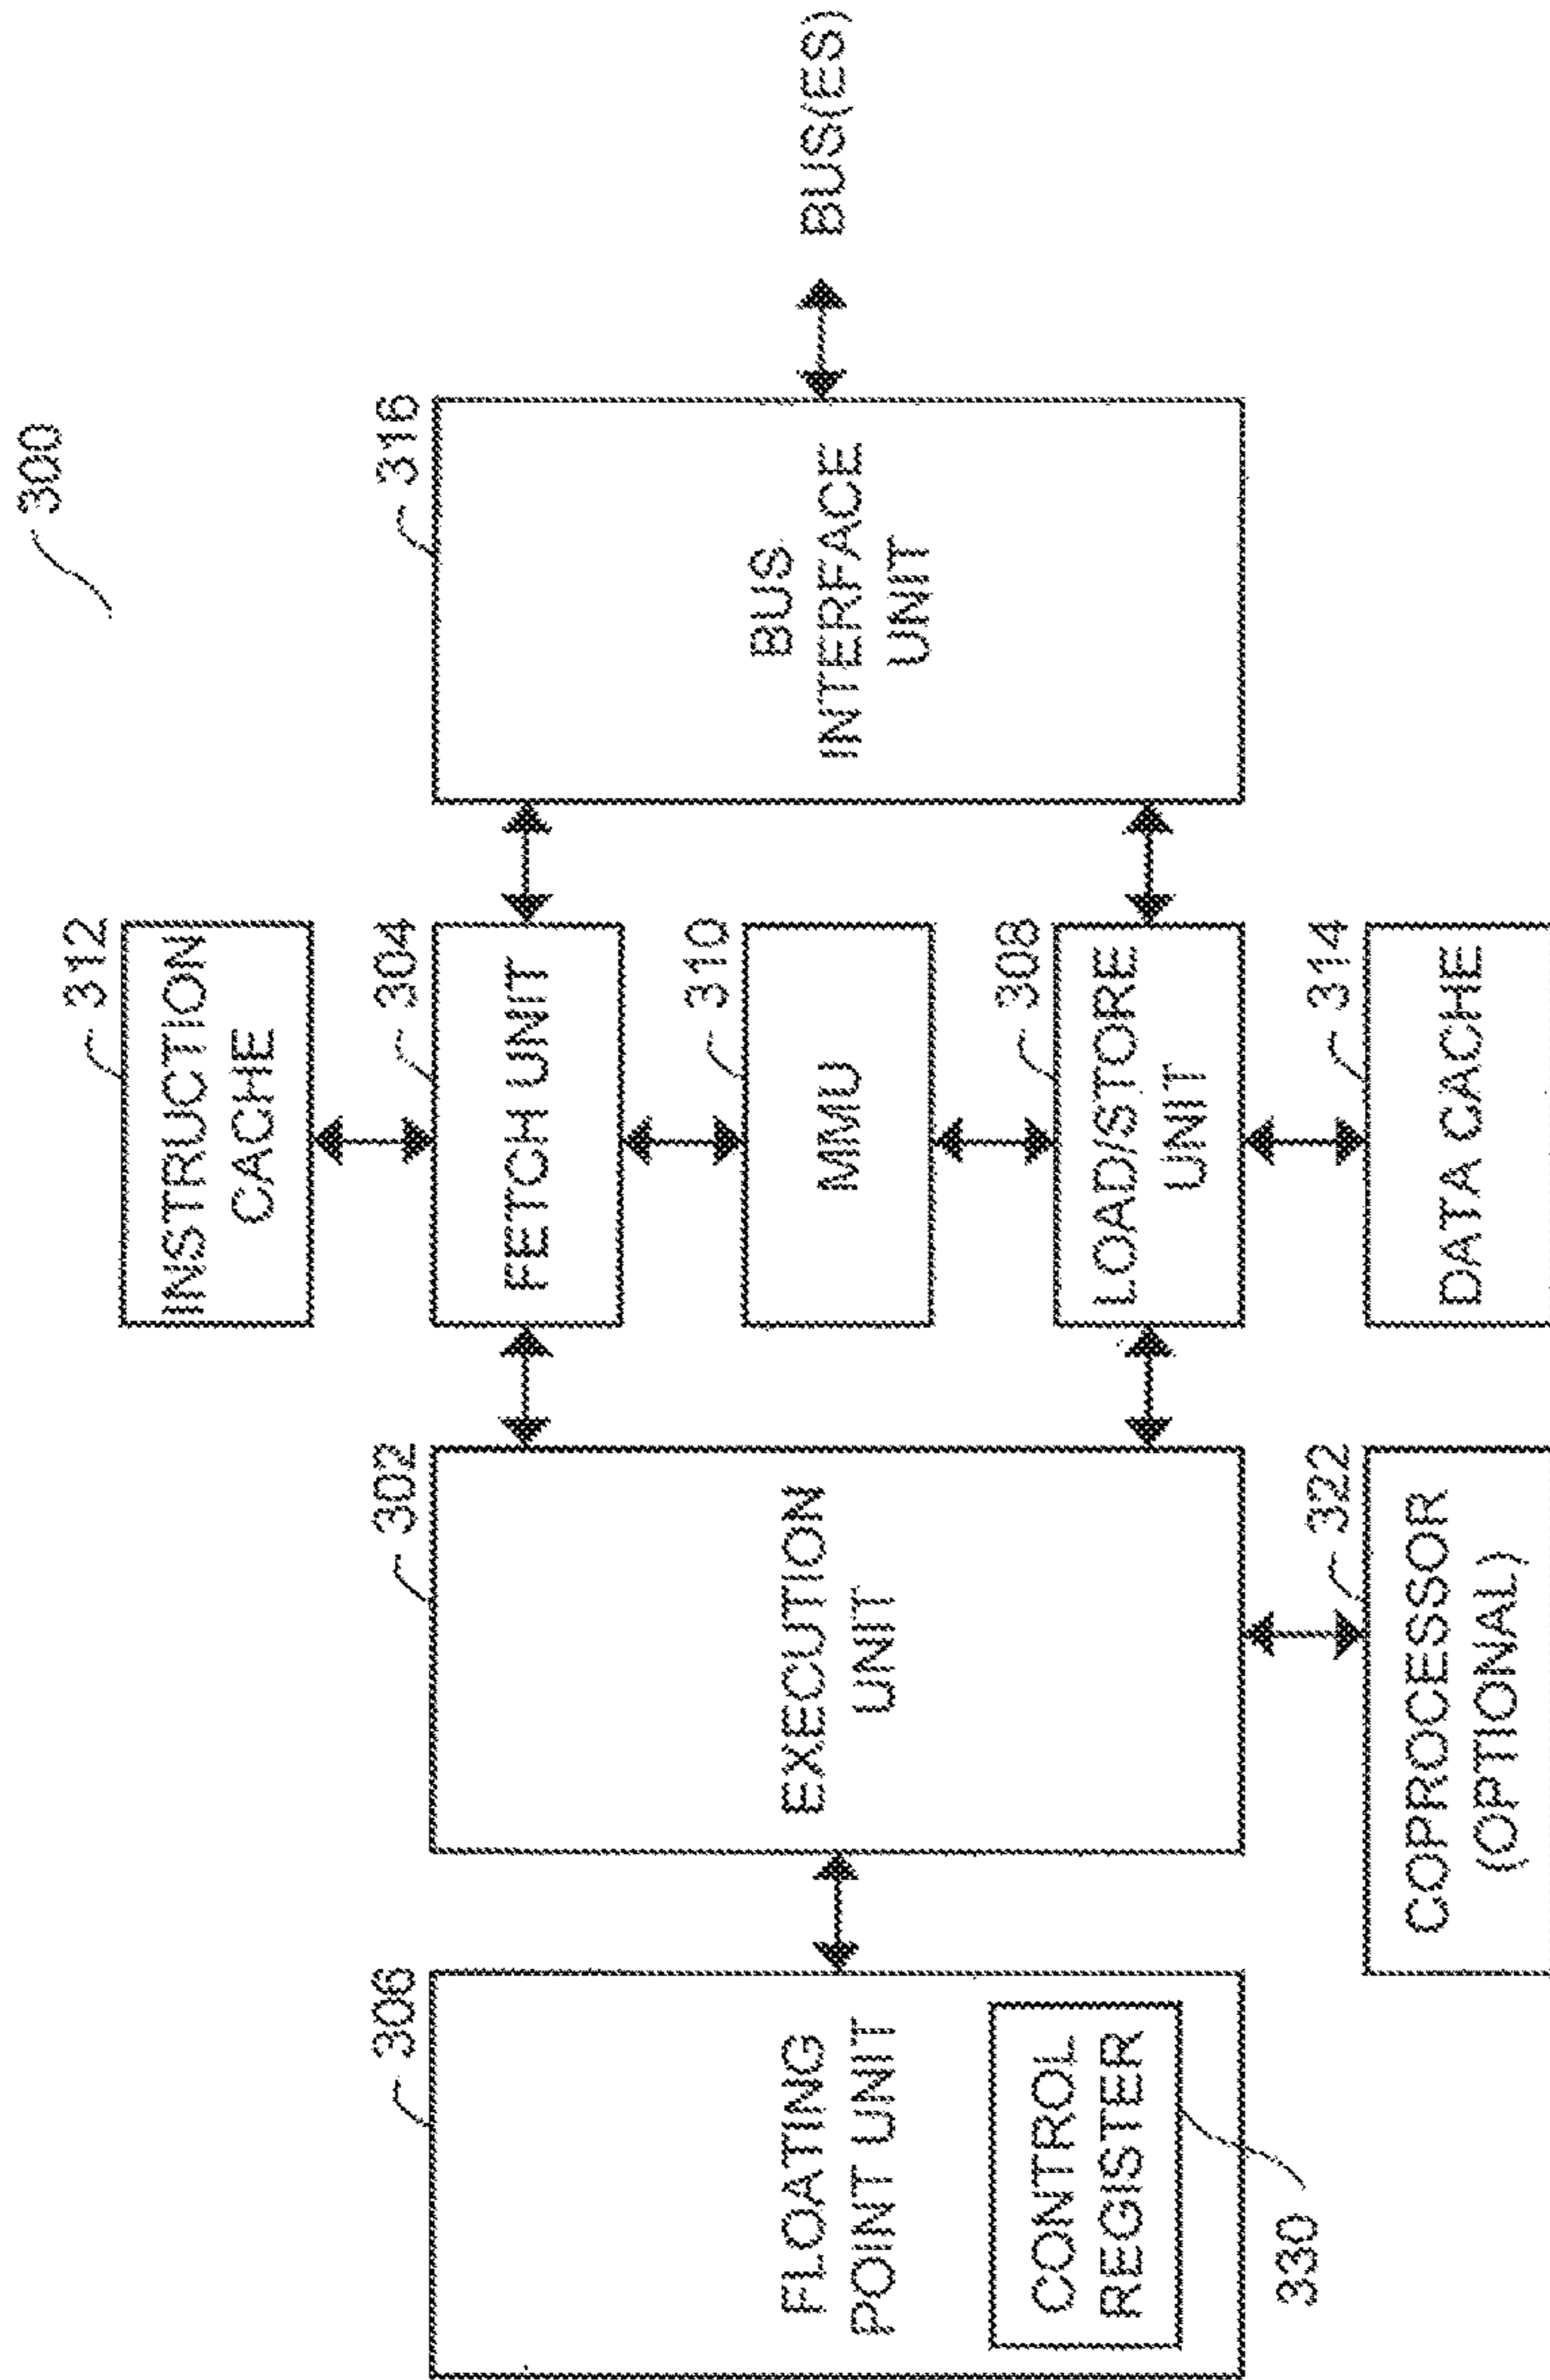 300
312
INSTRUCTION
CACHE
306
302
304
316
FLOATING
POINT UNIT
EXECUTION
UNIT
FETCH UNIT
BUS
INTERFACE
UNIT
BUS(ES)
310
MMU
CONTROL
REGISTER
308
LOAD/STORE
UNIT
330
322
COPROCESSOR
(OPTIONAL)
314
DATA CACHE